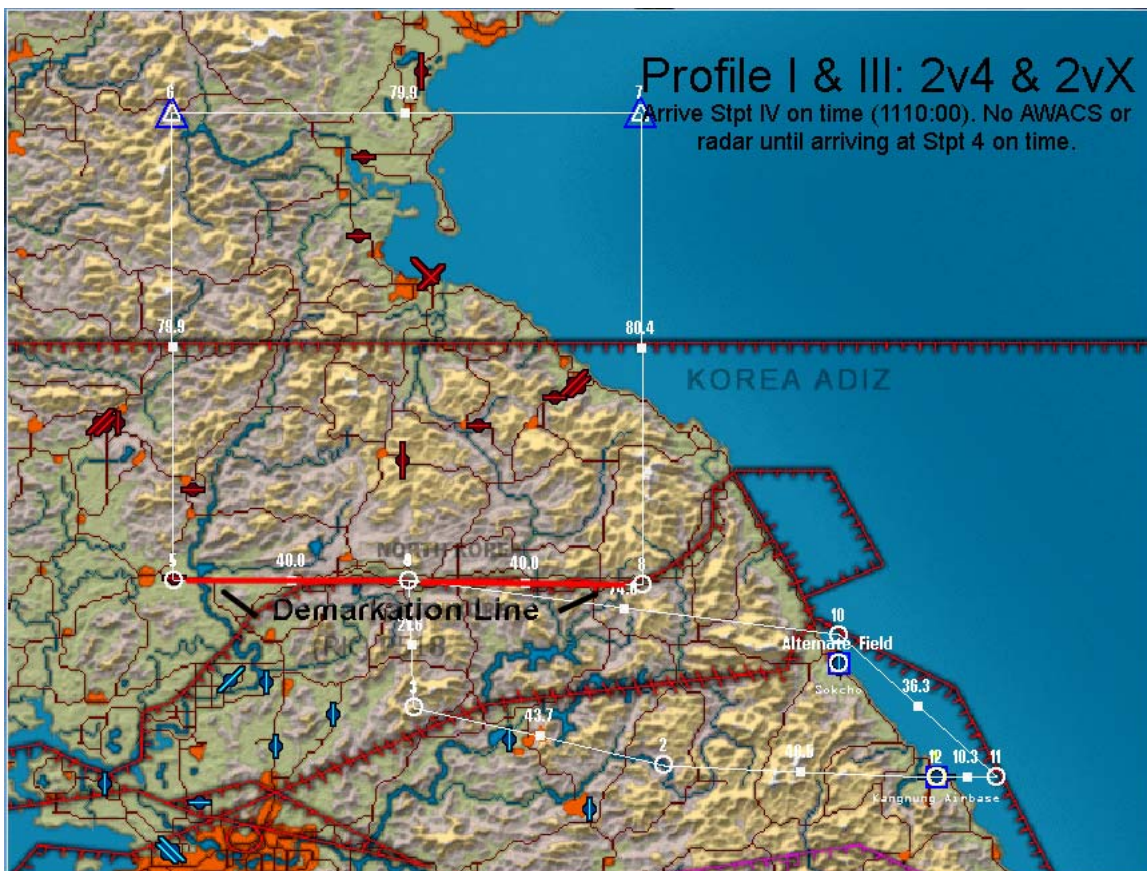 Profile I & III: 2v4 & 2vX
Arrive Stpt IV on time (1110:00). No AWACS or
radar until arriving at Stpt 4 on time.
6
79.9
7
79.9
80.4
KOREA ADIZ
NORTH KOREA
5
40.0
40.0
8
Demarkation Line
10
Alternate Field
Sokcho
3
43.7
36.3
2
12
10.3
11
Kangnung Airbase